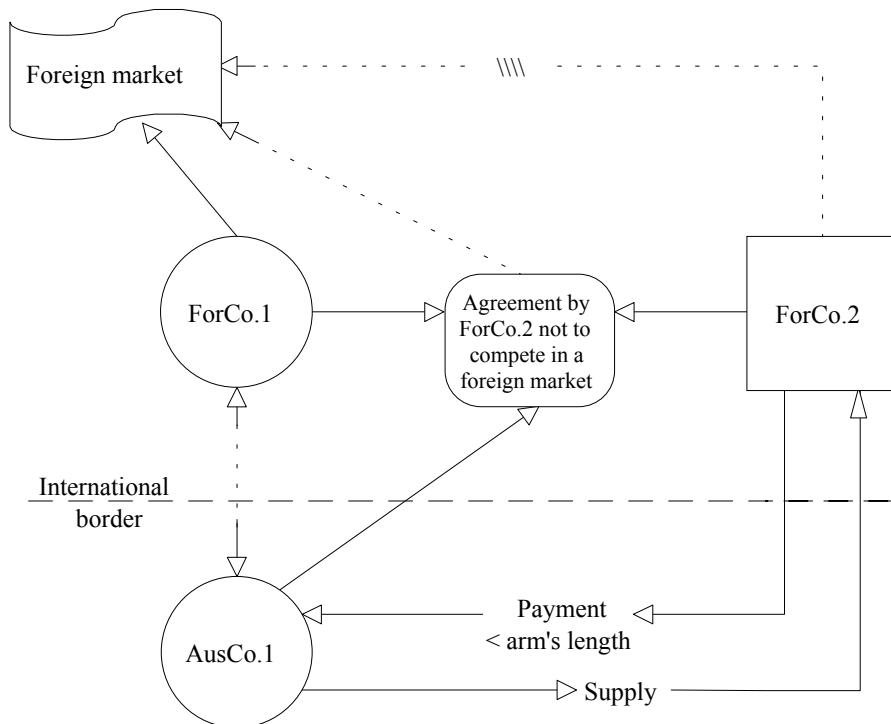 Foreign market
ForCo.1
Agreement by
ForCo.2 not to
compete in a
foreign market
ForCo.2
International
border
Payment
< arm's length
AusCo.1
Supply